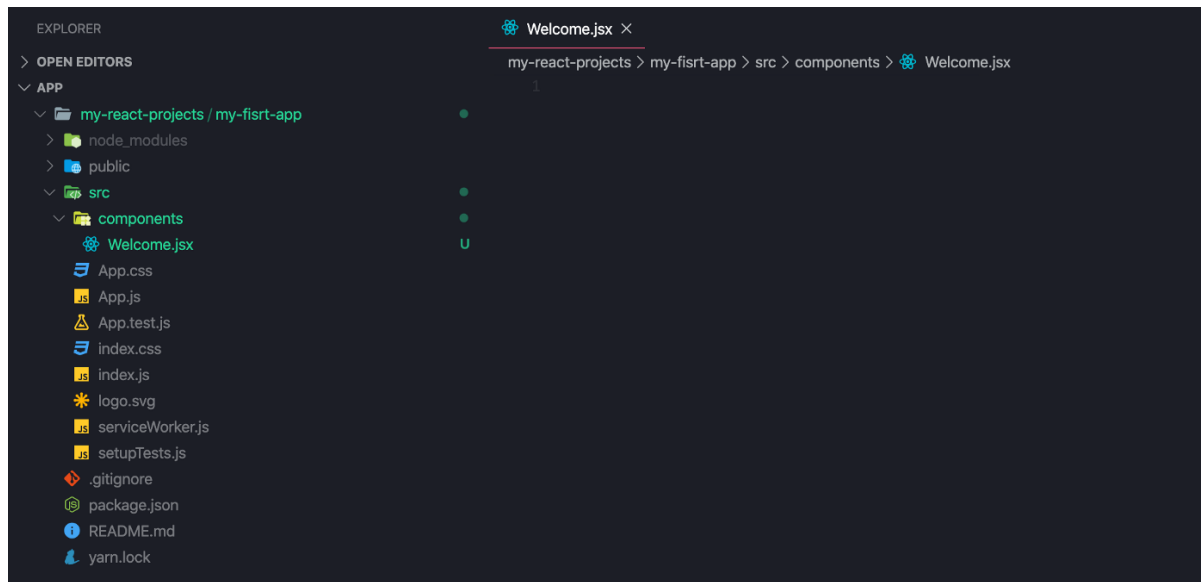 EXPLORER
OPEN EDITORS
APP
my-react-projects / my-fisrt-app
node_modules
public
src
components
Welcome.jsx
U
App.css
App.js
App.test.js
index.css
index.js
logo.svg
serviceWorker.js
setupTests.js
.gitignore
package.json
README.md
yarn.lock
Welcome.jsx
my-react-projects > my-fisrt-app > src > components > Welcome.jsx
1